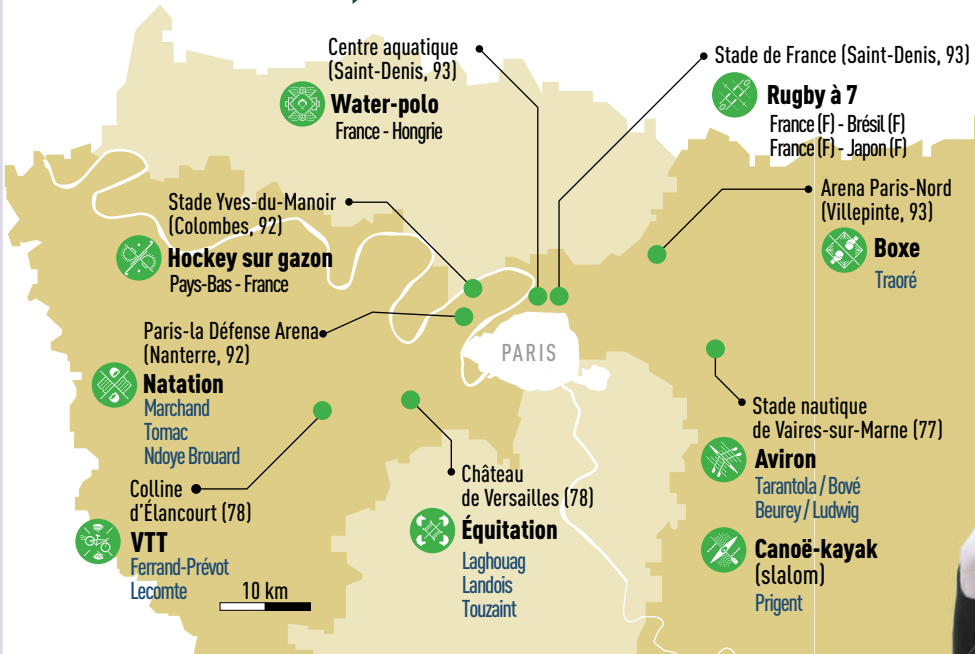 Centre aquatique
(Saint-Denis, 93)
Water-polo
France - Hongrie
Stade de France (Saint-Denis, 93)
Rugby à 7
France (F) - Brésil (F)
France (F) - Japon (F)
Stade Yves-du-Manoir
(Colombes, 92)
Hockey sur gazon
Pays-Bas - France
Arena Paris-Nord
(Villepinte, 93)
Boxe
Traoré
Paris-la Défense Arena
(Nanterre, 92)
Natation
Marchand
Tomac
Ndoye Brouard
PARIS
Stade nautique
de Vaires-sur-Marne (77)
Aviron
Tarantola / Bové
Beurey / Ludwig
Canoë-kayak
(slalom)
Prigent
Colline
d'Élancourt (78)
VTT
Ferrand-Prévot
Lecomte
10 km
Château
de Versailles (78)
Équitation
Laghouag
Landois
Touzaint